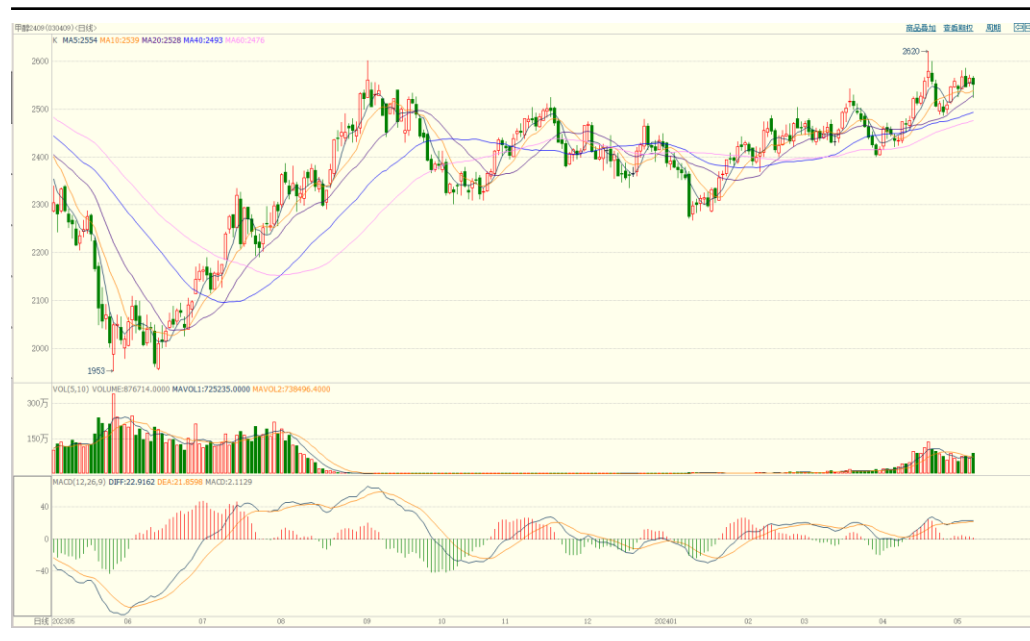 甲醇2409(030409)<日线> 商品叠加 查看期权 周期
K MA5:2554 MA10:2539 MA20:2528 MA40:2493 MA60:2476
2620→
2600
2500
2400
2300
2200
2100
2000
1953→
VOL(5,10) VOLUME:876714.0000 MAVOL1:725235.0000 MAVOL2:738496.4000
300万
150万
MACD(12,26,9) DIFF:22.9162 DEA:21.8598 MACD:2.1129
40
0
-40
日线 202305 06 07 08 09 10 11 12 202401 02 03 04 05